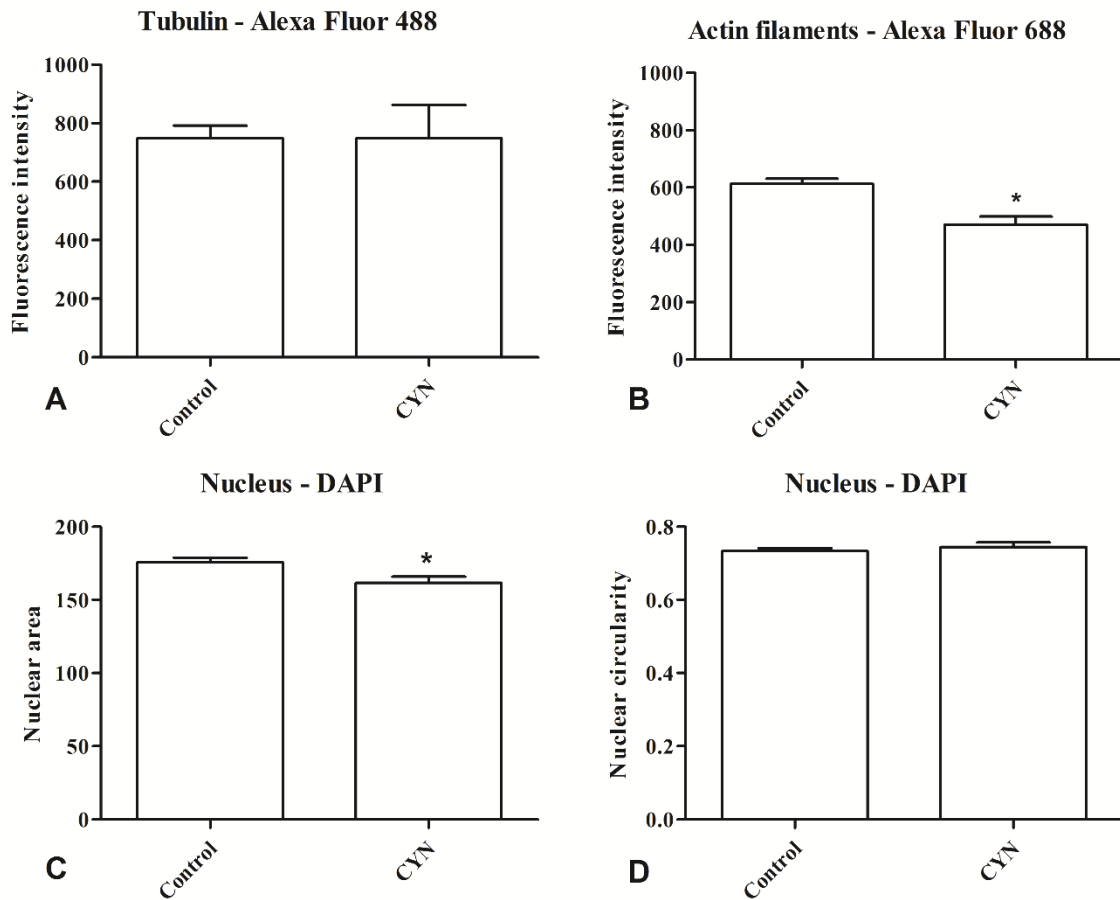 Tubulin - Alexa Fluor 488
Fluorescence intensity
1000
800
600
400
200
0
Control
CYN
A
Actin filaments - Alexa Fluor 688
Fluorescence intensity
1000
800
600
400
200
0
*
Control
CYN
B
Nucleus - DAPI
Nuclear area
200
150
100
50
0
*
Control
CYN
C
Nucleus - DAPI
Nuclear circularity
0.8
0.6
0.4
0.2
0.0
Control
CYN
D